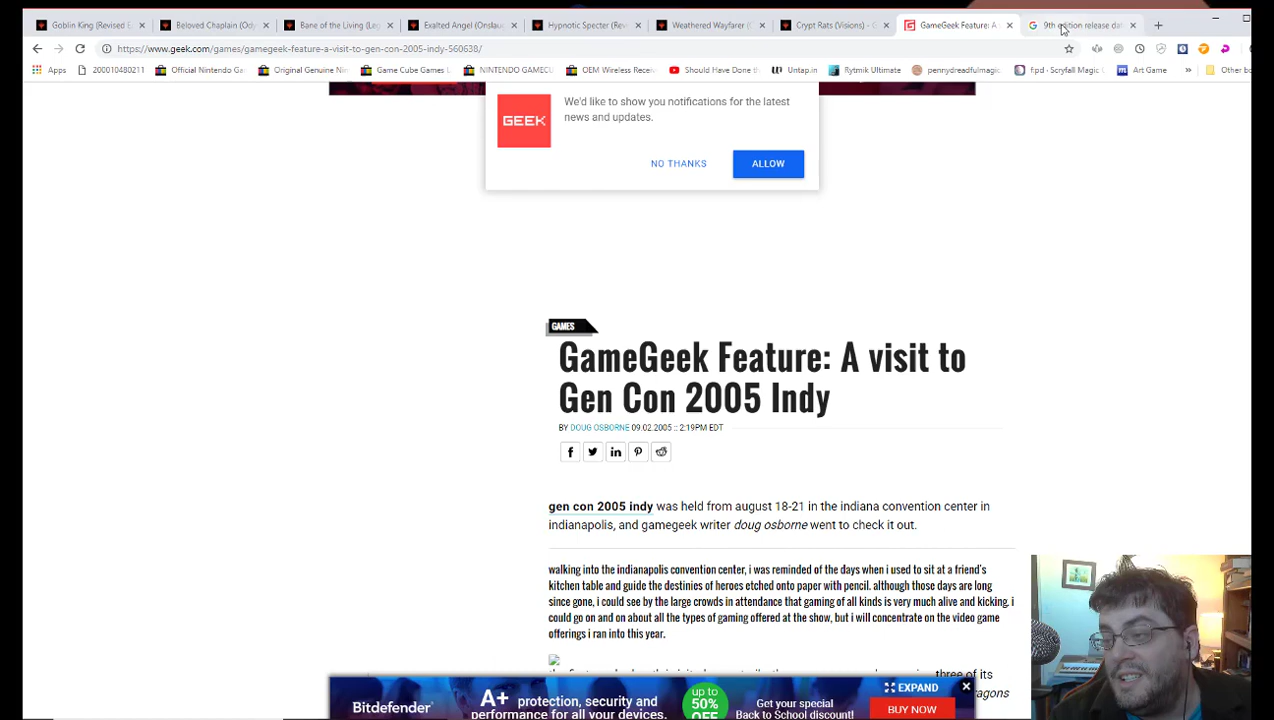 Goblin King (Revised E
Beloved Chaplain (Ody
Bane of the Living (Leg
Exalted Angel (Onslaug
Hypnotic Specter (Revi
Weathered Wayfarer (
Crypt Rats (Visions) - 
GameGeek Feature: A
9th edition release dat
https://www.geek.com/games/gamegeek-feature-a-visit-to-gen-con-2005-indy-560638/
Apps
200010480211
Official Nintendo Ga
Original Genuine Nin
Game Cube Games L
NINTENDO GAMECU
OEM Wireless Recei
Should Have Done th
Untap.in
Rytmik Ultimate
pennydreadfulmagic
f:pd - Scryfall Magic
Art Game
»
Other bo
GEEK
We'd like to show you notifications for the latest
news and updates.
NO THANKS
ALLOW
GAMES
GameGeek Feature: A visit to
Gen Con 2005 Indy
BY DOUG OSBORNE 09.02.2005 :: 2:19PM EDT
gen con 2005 indy was held from august 18-21 in the indiana convention center in
indianapolis, and gamegeek writer doug osborne went to check it out.
walking into the indianapolis convention center, i was reminded of the days when i used to sit at a friend's
kitchen table and guide the destinies of heroes etched onto paper with pencil. although those days are long
since gone, i could see by the large crowds in attendance that gaming of all kinds is very much alive and kicking. i
could go on and on about all the types of gaming offered at the show, but i will concentrate on the video game
offerings i ran into this year.
three of its
agons
Bitdefender
A+ protection, security and
performance for all your devices.
up to
50%
OFF
Get your special
Back to School discount!
EXPAND
BUY NOW